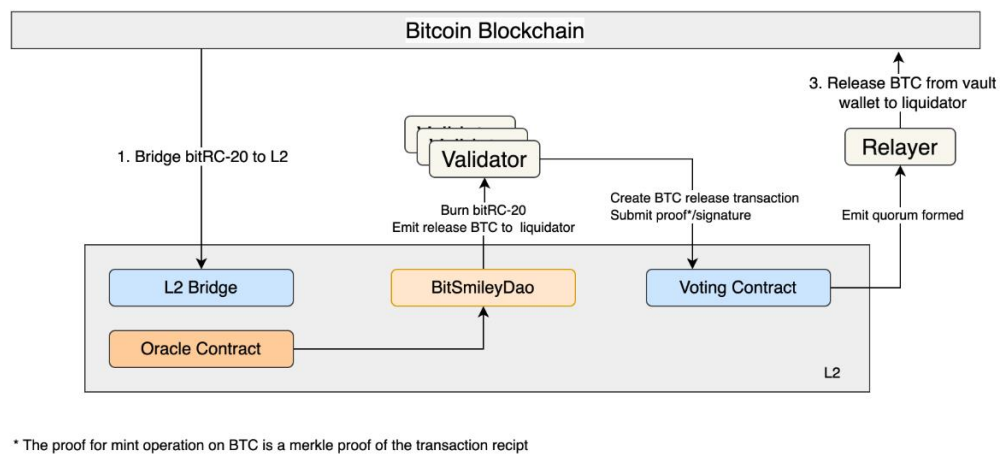 Bitcoin Blockchain
3. Release BTC from vault
wallet to liquidator
1. Bridge bitRC-20 to L2
Validator
Relayer
Burn bitRC-20
Emit release BTC to liquidator
Create BTC release transaction
Submit proof*/signature
Emit quorum formed
L2 Bridge
BitSmileyDao
Voting Contract
Oracle Contract
L2
* The proof for mint operation on BTC is a merkle proof of the transaction recipt